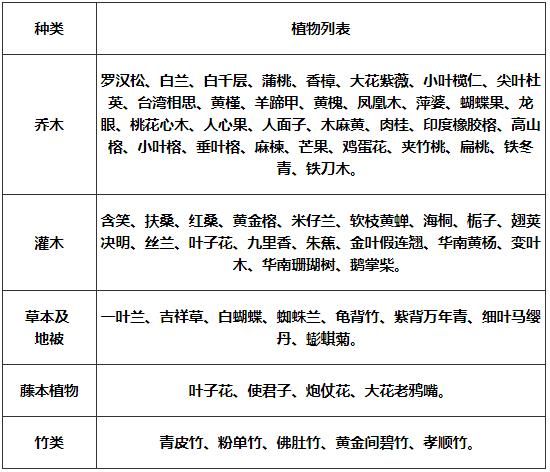 种类
植物列表
乔木
罗汉松、白兰、白千层、蒲桃、香樟、大花紫薇、小叶榄仁、尖叶杜
英、台湾相思、黄槿、羊蹄甲、黄槐、凤凰木、萍婆、蝴蝶果、龙
眼、桃花心木、人心果、人面子、木麻黄、肉桂、印度橡胶榕、高山
榕、小叶榕、垂叶榕、麻楝、芒果、鸡蛋花、夹竹桃、扁桃、铁冬
青、铁刀木。
灌木
含笑、扶桑、红桑、黄金榕、米仔兰、软枝黄蝉、海桐、栀子、翅荚
决明、丝兰、叶子花、九里香、朱蕉、金叶假连翘、华南黄杨、变叶
木、华南珊瑚树、鹅掌柴。
草本及
地被
一叶兰、吉祥草、白蝴蝶、蜘蛛兰、龟背竹、紫背万年青、细叶马缨
丹、蟛蜞菊。
藤本植物
叶子花、使君子、炮仗花、大花老鸦嘴。
竹类
青皮竹、粉单竹、佛肚竹、黄金间碧竹、孝顺竹。